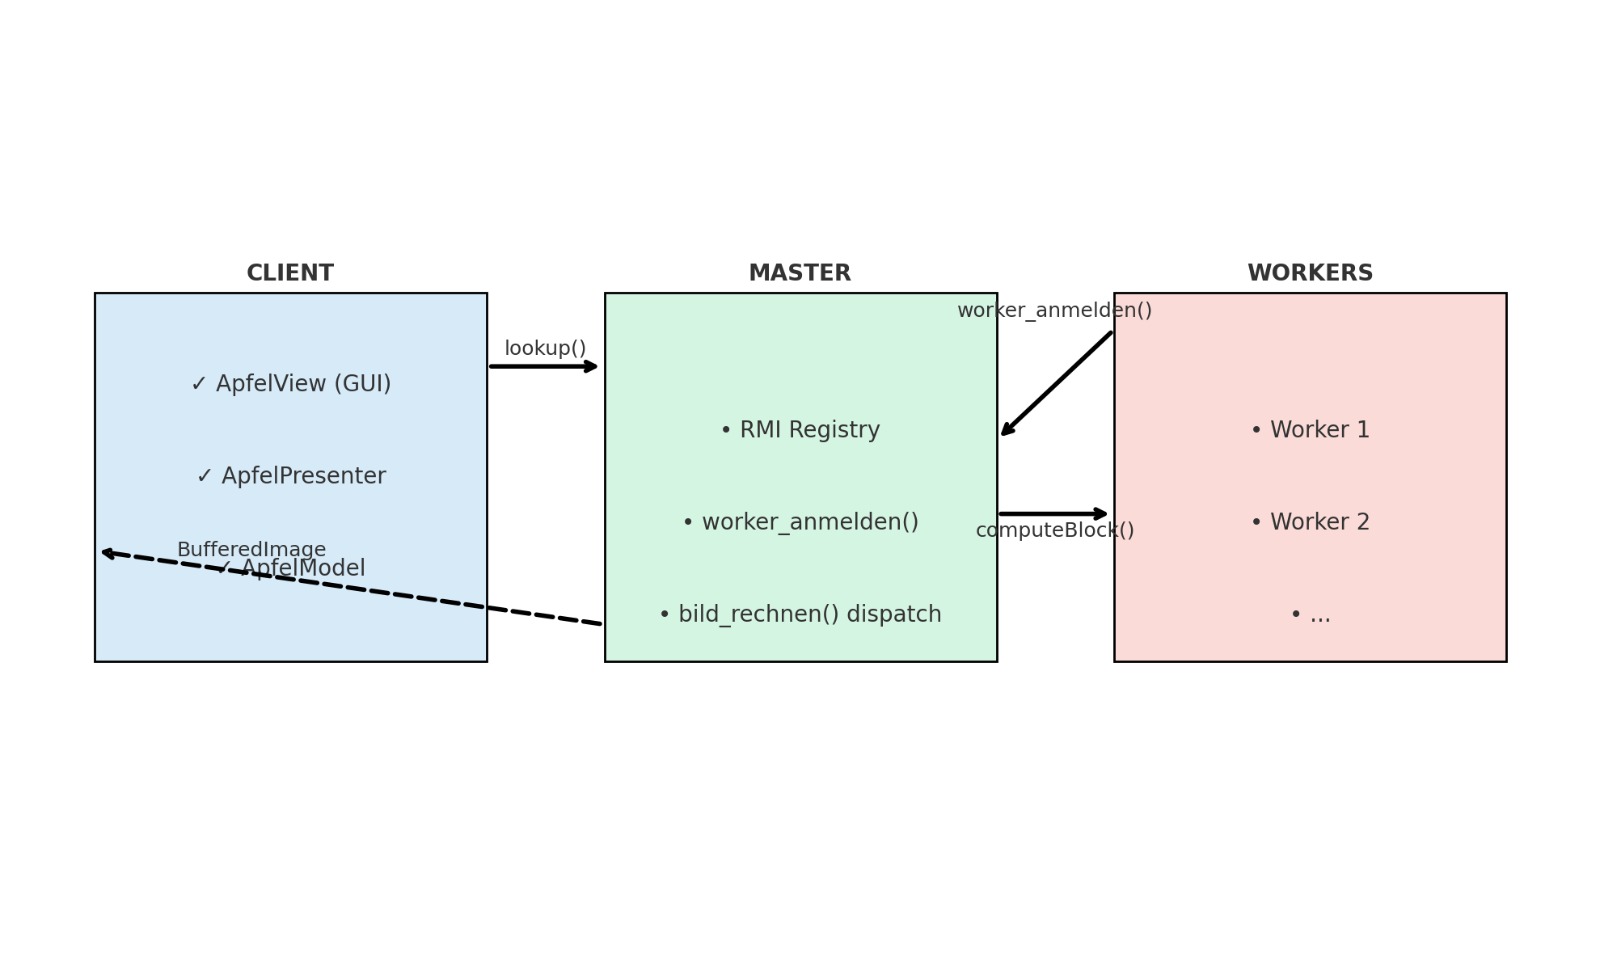 CLIENT
✓ ApfelView (GUI)
✓ ApfelPresenter
BufferedImage
✓ ApfelModel
lookup()
MASTER
• RMI Registry
• worker_anmelden()
• bild_rechnen() dispatch
worker_anmelden()
computeBlock()
WORKERS
• Worker 1
• Worker 2
• ...